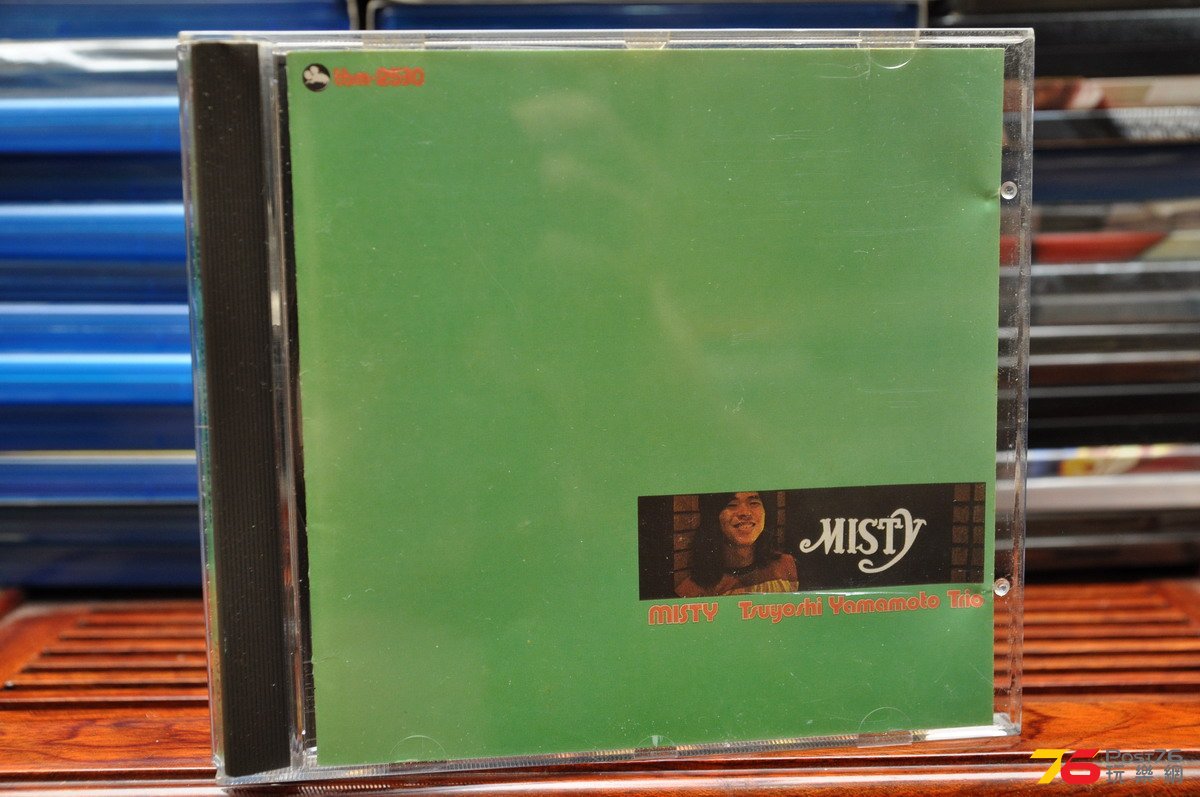 tbm-2530
MISTY
MISTY Tsuyoshi Yamamoto Trio
76 POST76
玩樂網